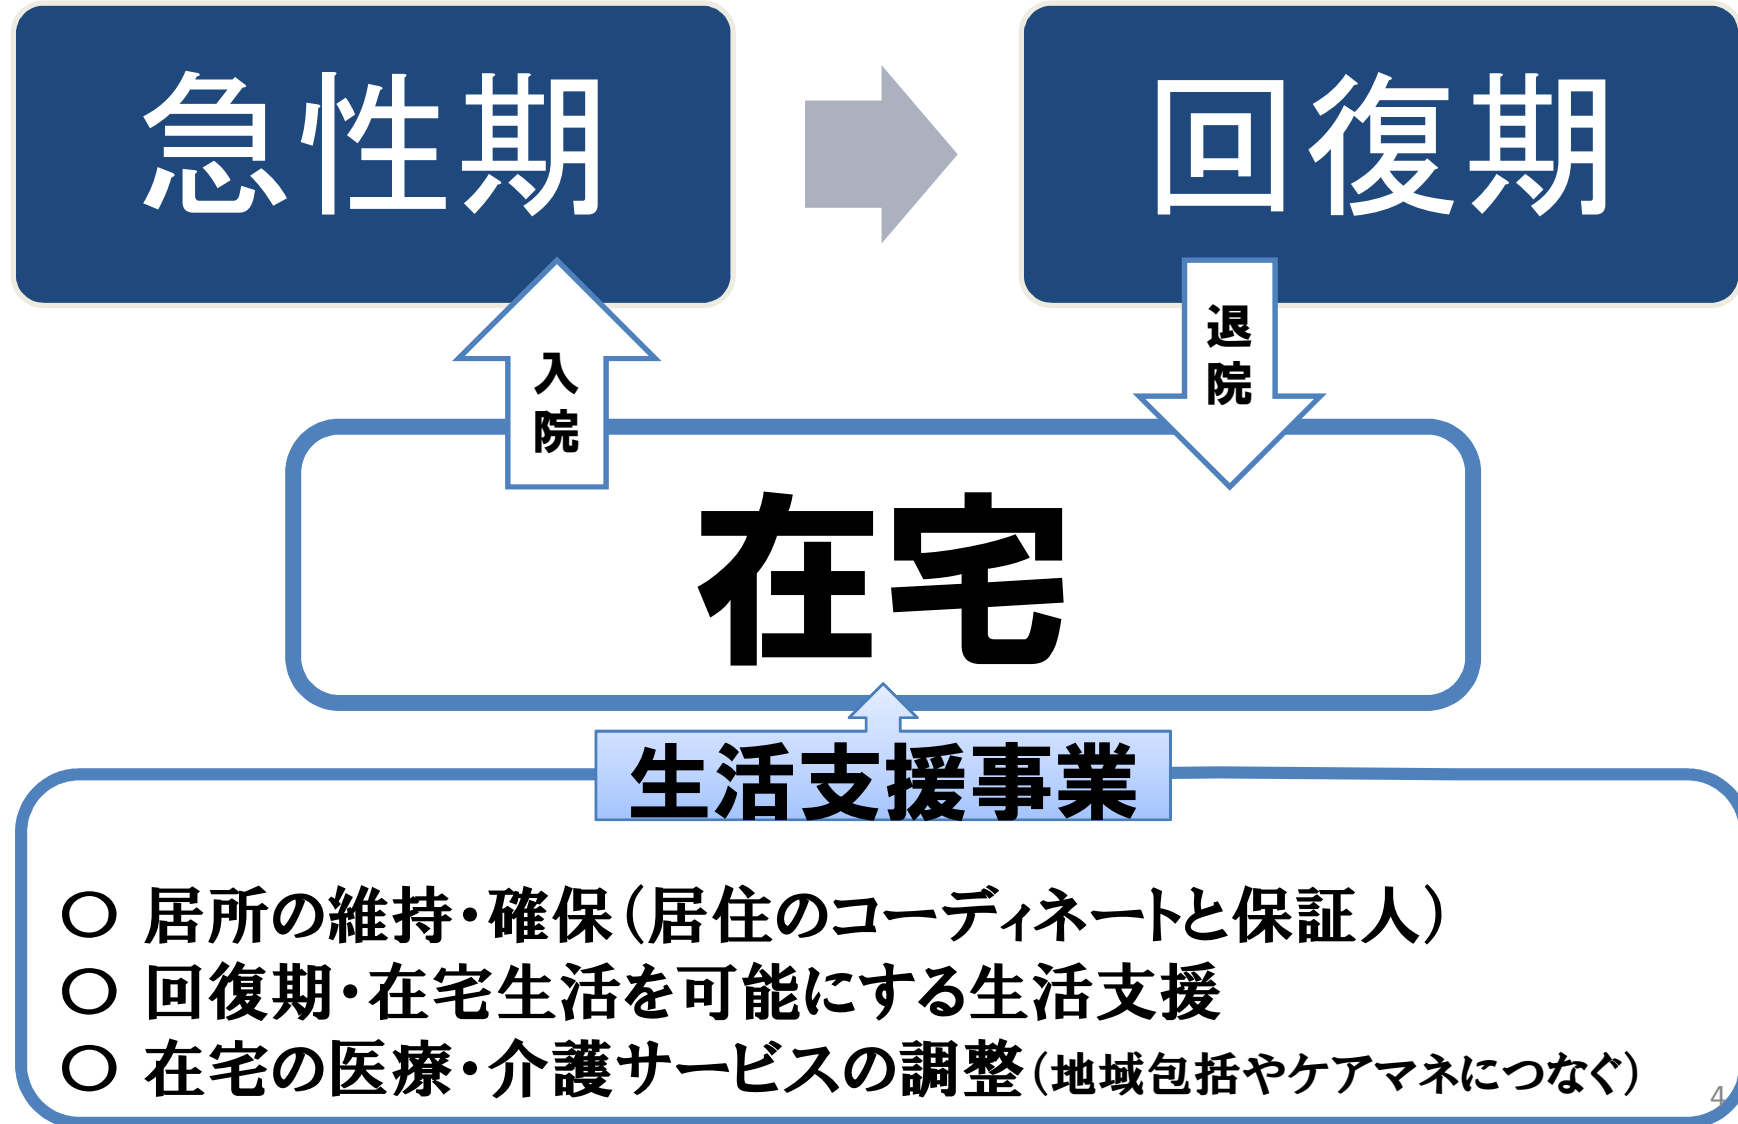 急性期
回復期
入院
退院
在宅
生活支援事業
○ 居所の維持・確保（居住のコーディネートと保証人）
○ 回復期・在宅生活を可能にする生活支援
○ 在宅の医療・介護サービスの調整（地域包括やケアマネにつなぐ）
4